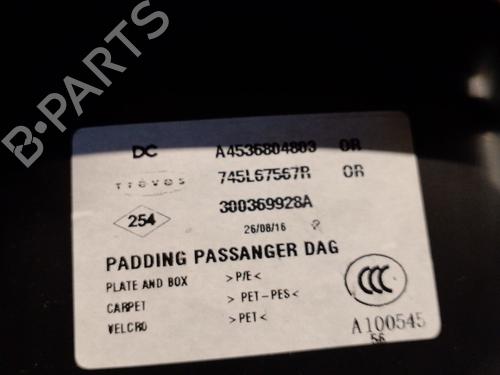 B-PARTS
DC A4536804803 OR
Treves 745L67567R OR
254 300369928A
26/08/16
PADDING PASSANGER DAG
PLATE AND BOX >P/E<
CARPET >PET-PES<
VELCRO >PET<
CCC
A100545
56